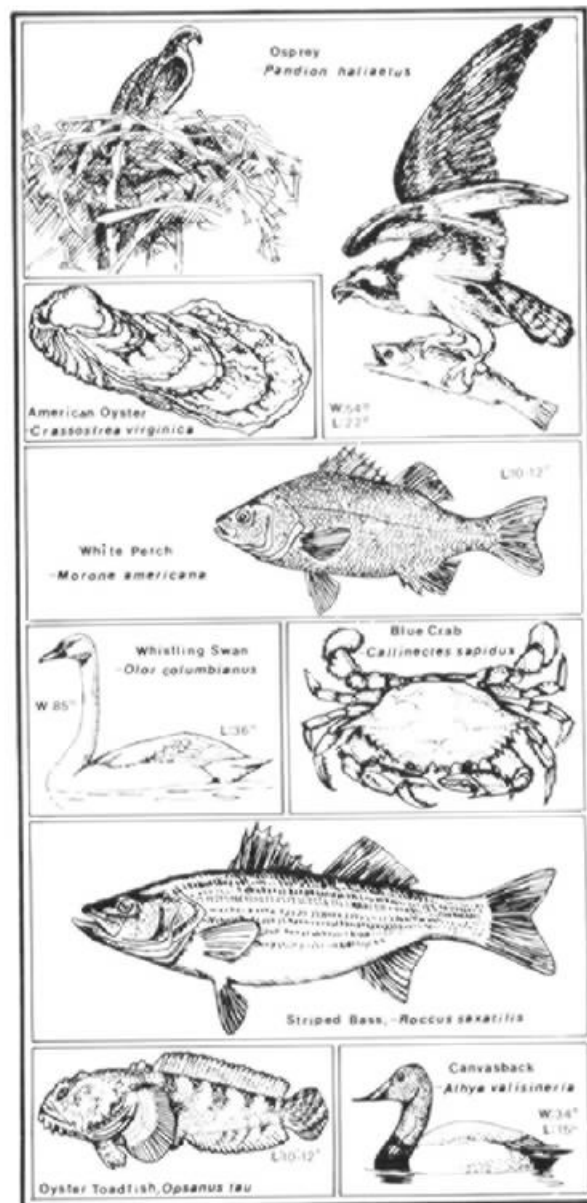 Osprey
Pandion haliaetus
W:54"
L:22"
American Oyster
-Crassostrea virginica
L:10-12"
White Perch
-Morone americana
Whistling Swan
-Olor columbianus
W:85"
L:36"
Blue Crab
-Callinectes sapidus
Striped Bass,-Roccus saxatilis
L:10-12"
Oyster Toadfish, Opsanus tau
Canvasback
-Athya valisineria
W:34"
L:15"